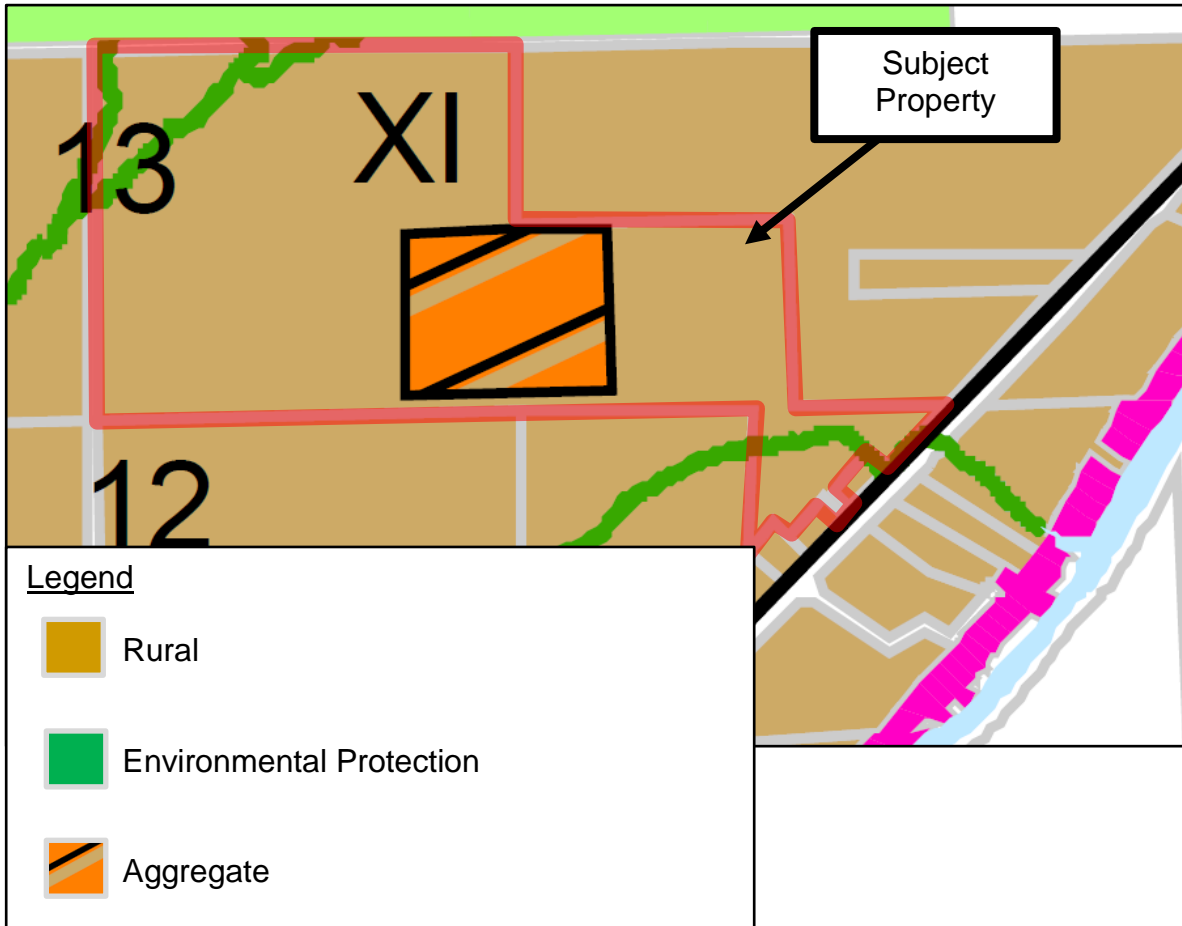 Subject
Property
XI
13
12
Legend
Rural
Environmental Protection
Aggregate